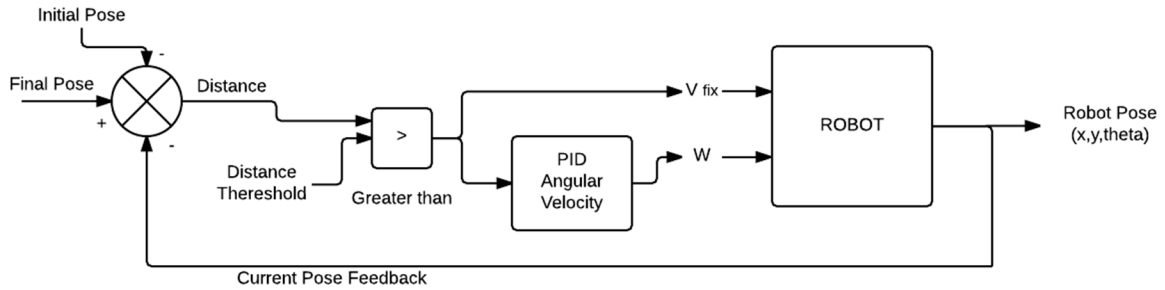 Initial Pose
-
Final Pose
+
-
Distance
Distance
Thereshold
>
Greater than
PID
Angular
Velocity
V fix
W
ROBOT
Robot Pose
(x,y,theta)
Current Pose Feedback